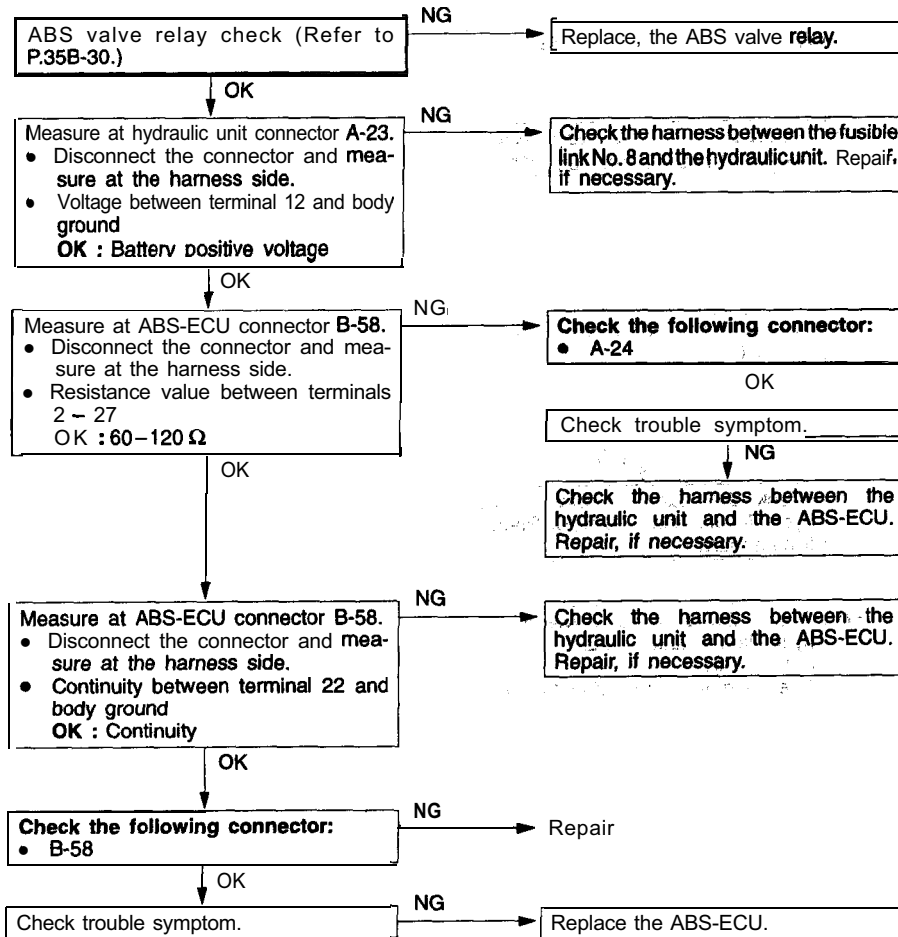 ABS valve relay check (Refer to
P.35B-30.)
NG
Replace, the ABS valve relay.
OK
Measure at hydraulic unit connector A-23.
● Disconnect the connector and mea-
sure at the harness side.
● Voltage between terminal 12 and body
ground
OK : Battery positive voltage
NG
Check the harness between the fusible
link No. 8 and the hydraulic unit. Repair,
if necessary.
OK
Measure at ABS-ECU connector B-58.
● Disconnect the connector and mea-
sure at the harness side.
● Resistance value between terminals
2 – 27
OK : 60–120 Ω
NG
Check the following connector:
● A-24
OK
Check trouble symptom.
NG
Check the harness between the
hydraulic unit and the ABS-ECU.
Repair, if necessary.
OK
Measure at ABS-ECU connector B-58.
● Disconnect the connector and mea-
sure at the harness side.
● Continuity between terminal 22 and
body ground
OK : Continuity
NG
Check the harness between the
hydraulic unit and the ABS-ECU.
Repair, if necessary.
OK
Check the following connector:
● B-58
NG
Repair
OK
Check trouble symptom.
NG
Replace the ABS-ECU.